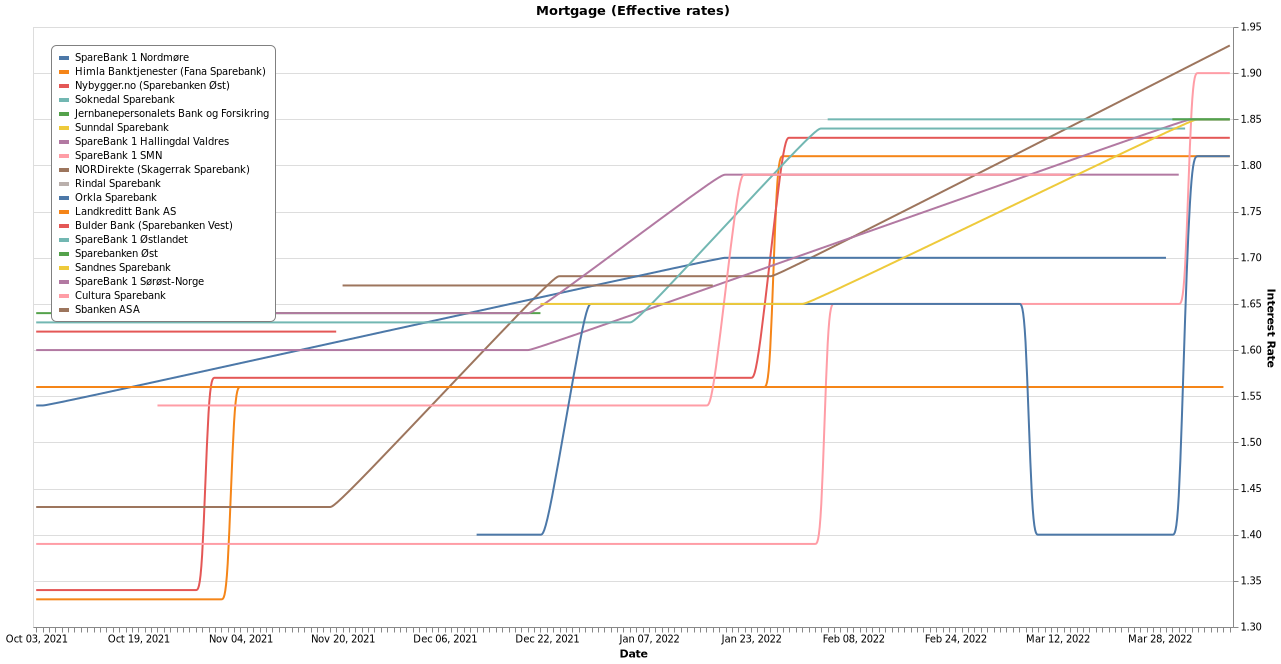 Mortgage (Effective rates)
SpareBank 1 Nordmøre
Himla Banktjenester (Fana Sparebank)
Nybygger.no (Sparebanken Øst)
Soknedal Sparebank
Jernbanepersonalets Bank og Forsikring
Sunndal Sparebank
SpareBank 1 Hallingdal Valdres
SpareBank 1 SMN
NORDirekte (Skagerrak Sparebank)
Rindal Sparebank
Orkla Sparebank
Landkreditt Bank AS
Bulder Bank (Sparebanken Vest)
SpareBank 1 Østlandet
Sparebanken Øst
Sandnes Sparebank
SpareBank 1 Sørøst-Norge
Cultura Sparebank
Sbanken ASA
1.95
1.90
1.85
1.80
1.75
1.70
1.65
1.60
1.55
1.50
1.45
1.40
1.35
1.30
Interest Rate
Oct 03, 2021 Oct 19, 2021 Nov 04, 2021 Nov 20, 2021 Dec 06, 2021 Dec 22, 2021 Jan 07, 2022 Jan 23, 2022 Feb 08, 2022 Feb 24, 2022 Mar 12, 2022 Mar 28, 2022
Date